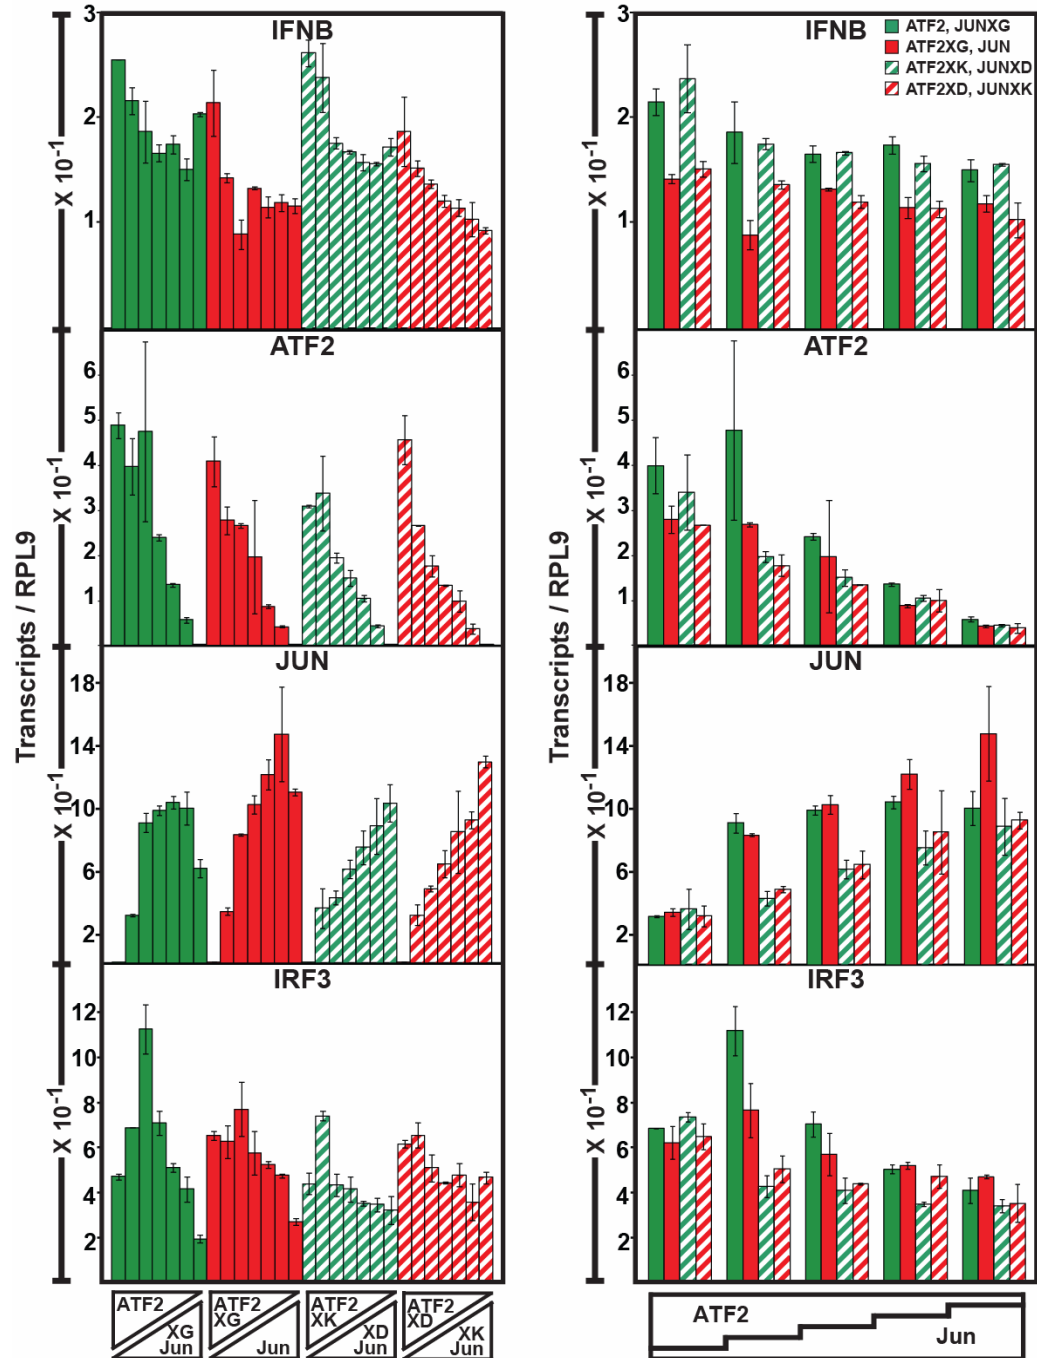 IFNB
3
2
1
X 10⁻¹
ATF2
6
5
4
3
2
1
X 10⁻¹
JUN
18
14
10
6
2
X 10⁻¹
IRF3
12
10
8
6
4
2
X 10⁻¹
Transcripts / RPL9
ATF2
XG
Jun
ATF2
XG
Jun
ATF2
XK
XD
Jun
ATF2
XD
XK
Jun
IFNB
ATF2, JUNXG
ATF2XG, JUN
ATF2XK, JUNXD
ATF2XD, JUNXK
3
2
1
X 10⁻¹
ATF2
6
5
4
3
2
1
X 10⁻¹
JUN
18
14
10
6
2
X 10⁻¹
IRF3
12
10
8
6
4
2
X 10⁻¹
Transcripts / RPL9
ATF2
Jun